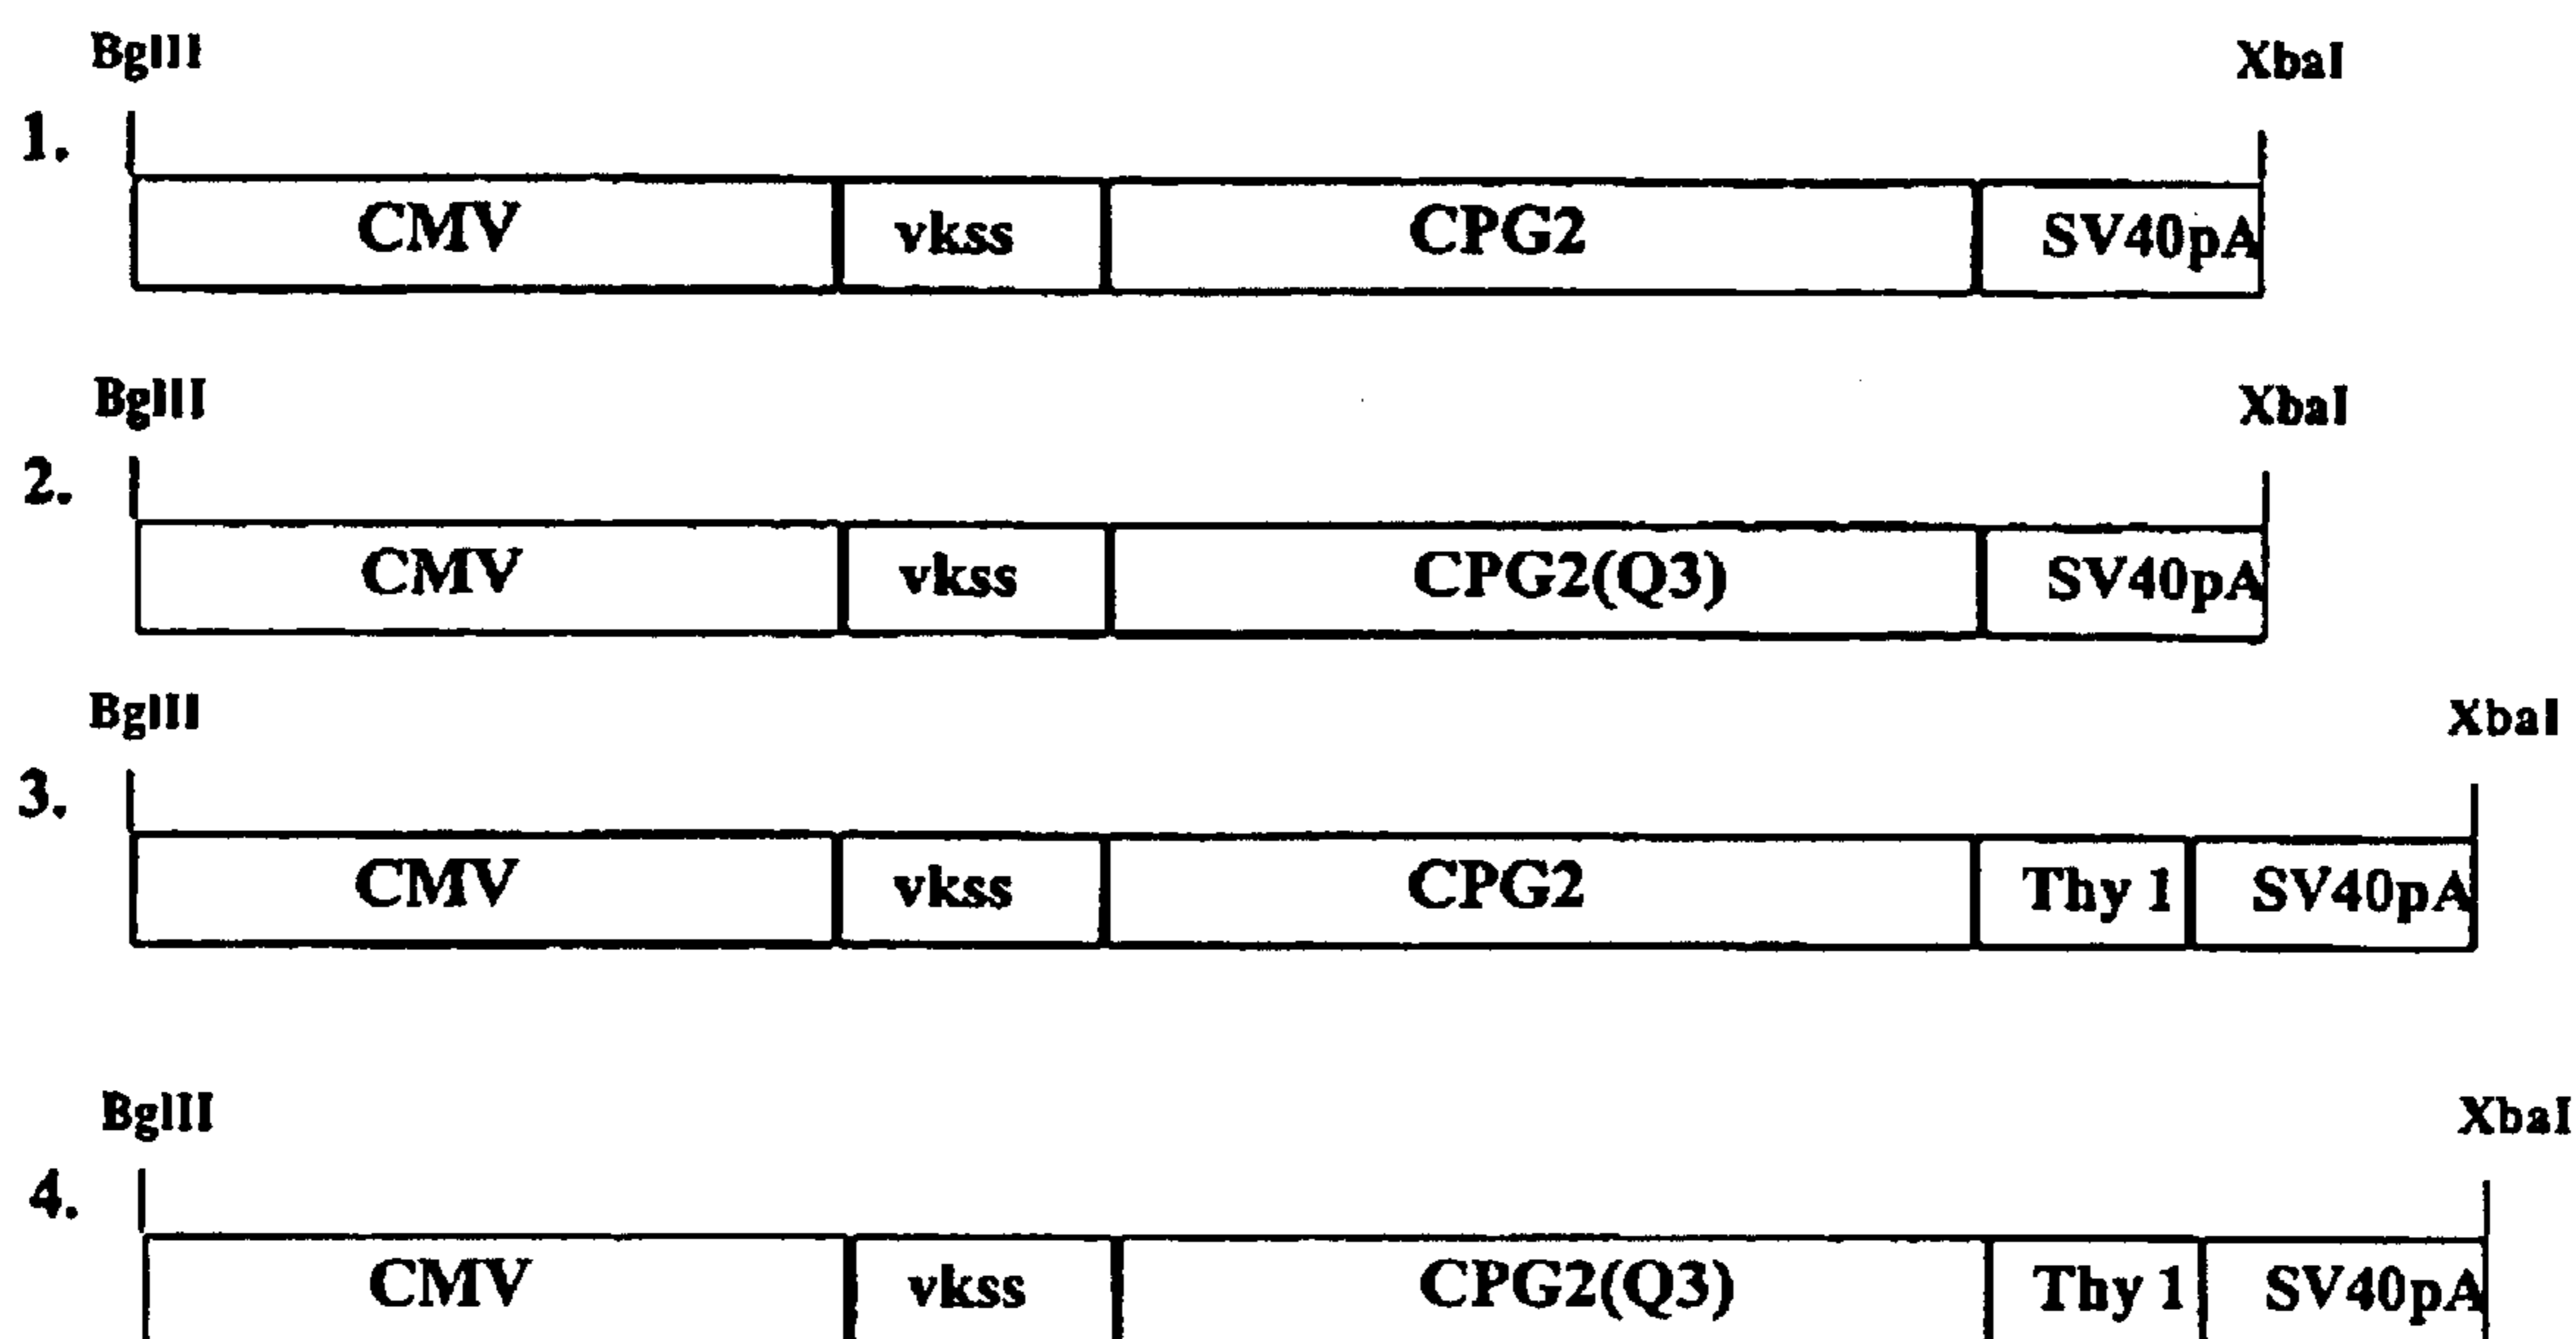 BglII XbaI
1.
CMV vkss CPG2 SV40pA
BglII XbaI
2.
CMV vkss CPG2(Q3) SV40pA
BglII XbaI
3.
CMV vkss CPG2 Thy 1 SV40pA
BglII XbaI
4.
CMV vkss CPG2(Q3) Thy 1 SV40pA